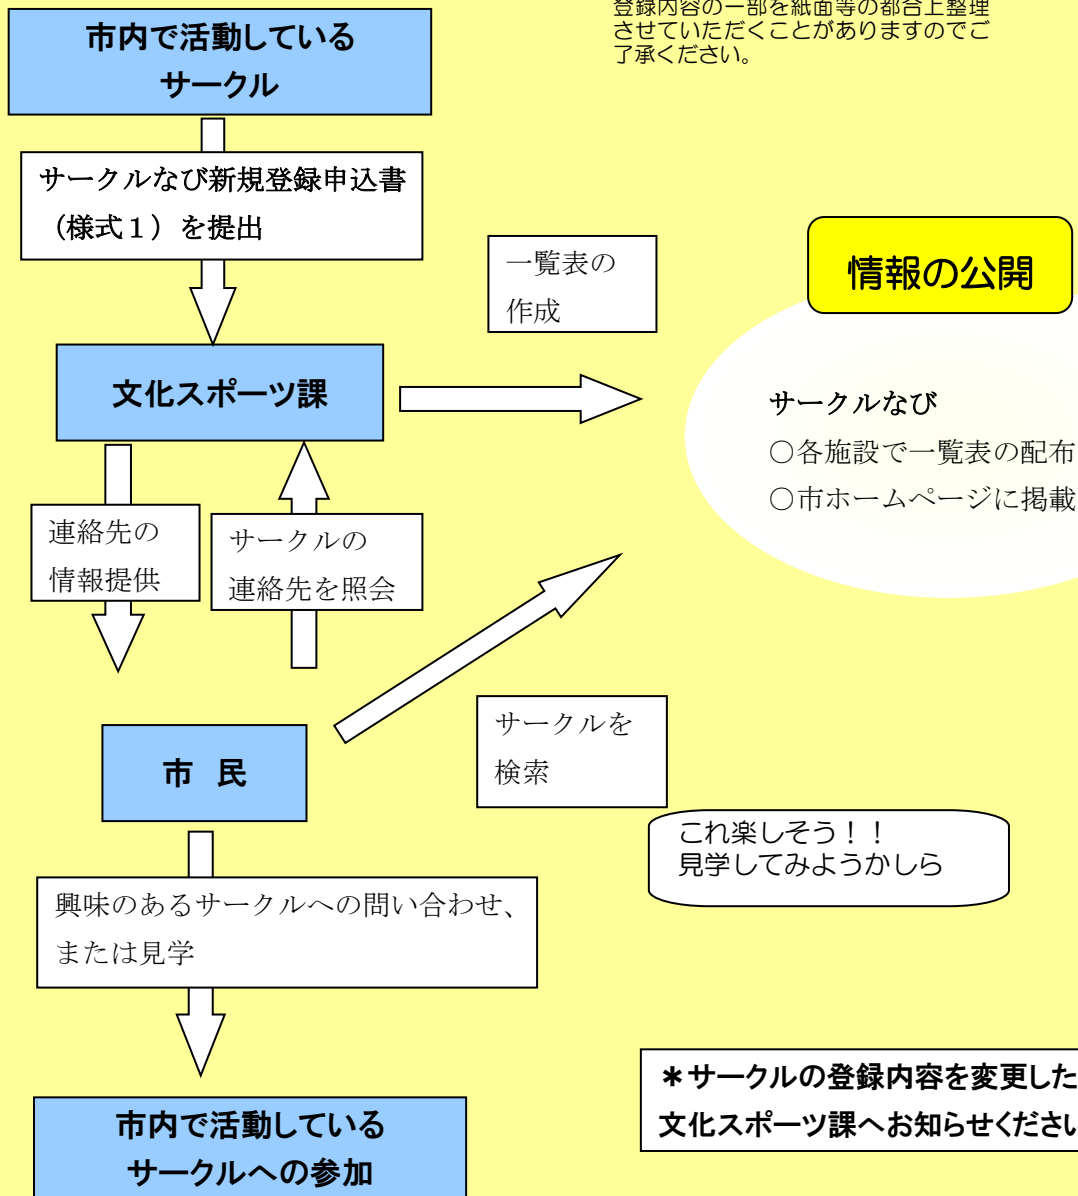 登録内容の一部を紙面等の都合上整理
させていただくことがありますのでご
了承ください。
市内で活動している
サークル
サークルなび新規登録申込書
（様式１）を提出
一覧表の
作成
情報の公開
文化スポーツ課
サークルなび
○各施設で一覧表の配布
○市ホームページに掲載
連絡先の
情報提供
サークルの
連絡先を照会
サークルを
検索
市　民
これ楽しそう！！
見学してみようかしら
興味のあるサークルへの問い合わせ、
または見学
＊サークルの登録内容を変更した
文化スポーツ課へお知らせくださ
市内で活動している
サークルへの参加